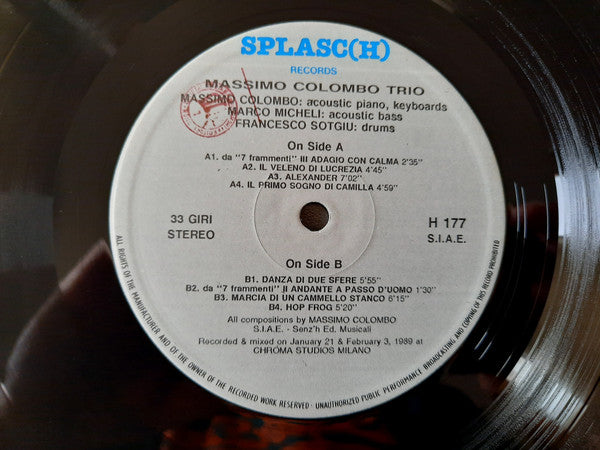 SPLASC(H)
RECORDS
MASSIMO COLOMBO TRIO
MASSIMO COLOMBO: acoustic piano, keyboards
MARCO MICHELI: acoustic bass
FRANCESCO SOTGIU: drums
On Side A
A1. da "7 frammenti" III ADAGIO CON CALMA 2'35"
A2. IL VELENO DI LUCREZIA 4'45"
A3. ALEXANDER 7'02"
A4. IL PRIMO SOGNO DI CAMILLA 4'59"
33 GIRI
STEREO
H 177
S.I.A.E.
On Side B
B1. DANZA DI DUE SFERE 5'55"
B2. da "7 frammenti" II ANDANTE A PASSO D'UOMO 1'30"
B3. MARCIA DI UN CAMMELLO STANCO 6'15"
B4. HOP FROG 5'20"
All compositions by MASSIMO COLOMBO
S.I.A.E. - Senz'h Ed. Musicali
Recorded & mixed on January 21 & February 3, 1989 at
CHROMA STUDIOS MILANO
ALL RIGHTS OF THE MANUFACTURER AND OF THE OWNER OF THE RECORDED WORK RESERVED · UNAUTHORIZED PUBLIC PERFORMANCE BROADCASTING AND COPYING OF THIS RECORD PROHIBITED